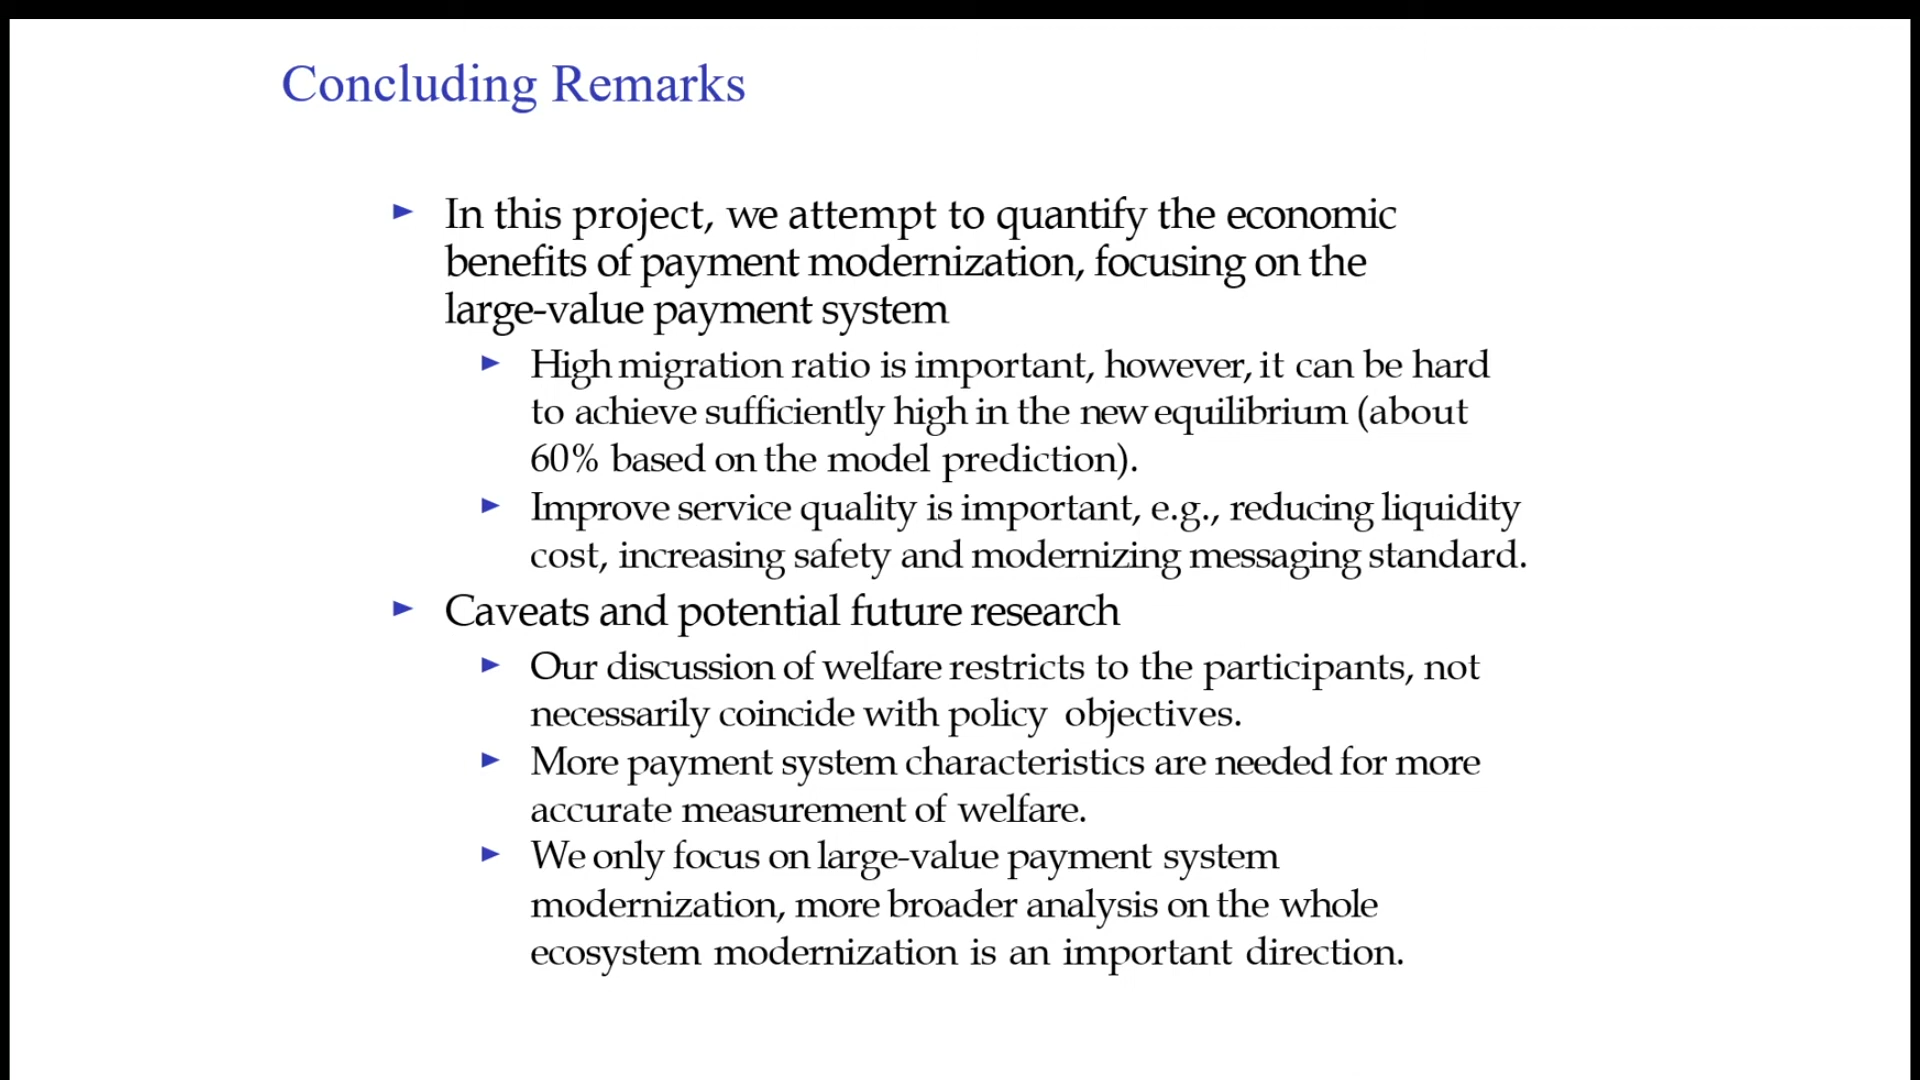 Concluding Remarks
In this project, we attempt to quantify the economic
benefits of payment modernization, focusing on the
large-value payment system
High migration ratio is important, however, it can be hard
to achieve sufficiently high in the new equilibrium (about
60% based on the model prediction).
Improve service quality is important, e.g., reducing liquidity
cost, increasing safety and modernizing messaging standard.
Caveats and potential future research
Our discussion of welfare restricts to the participants, not
necessarily coincide with policy objectives.
More payment system characteristics are needed for more
accurate measurement of welfare.
We only focus on large-value payment system
modernization, more broader analysis on the whole
ecosystem modernization is an important direction.